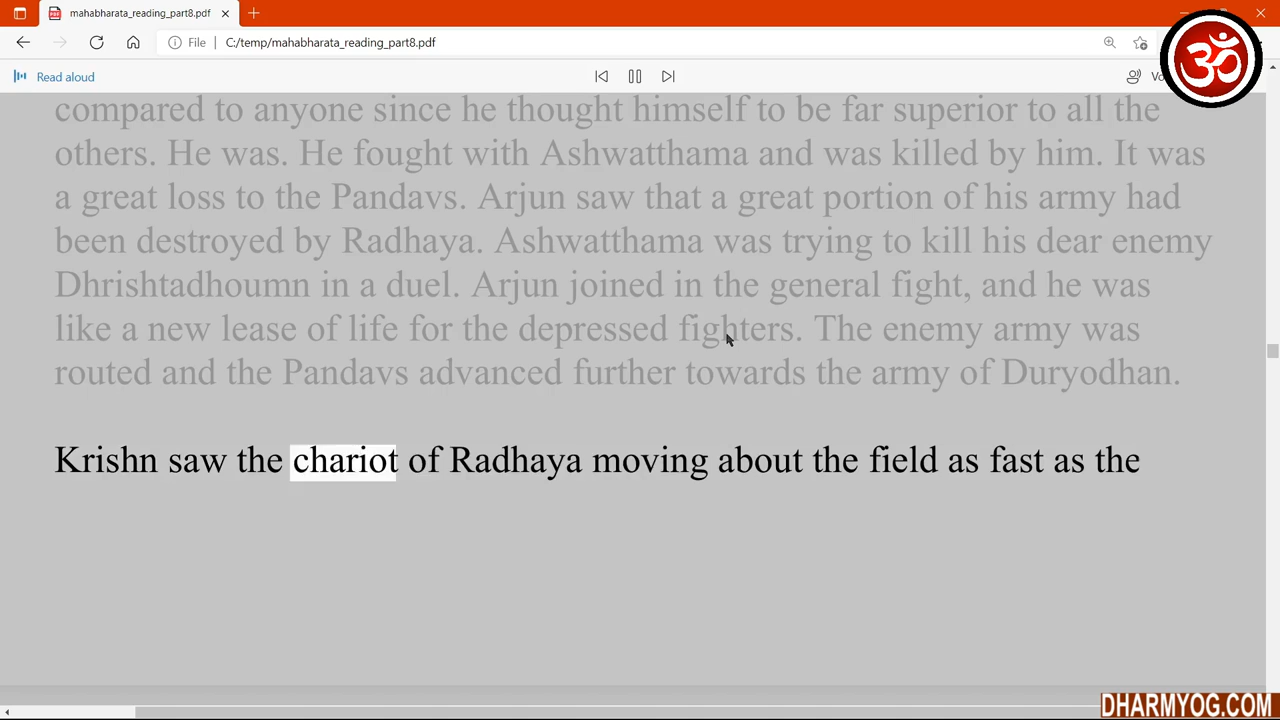 mahabharata_reading_part8.pdf
File
C:/temp/mahabharata_reading_part8.pdf
Read aloud
compared to anyone since he thought himself to be far superior to all the
others. He was. He fought with Ashwatthama and was killed by him. It was
a great loss to the Pandavs. Arjun saw that a great portion of his army had
been destroyed by Radhaya. Ashwatthama was trying to kill his dear enemy
Dhrishtadhoumn in a duel. Arjun joined in the general fight, and he was
like a new lease of life for the depressed fighters. The enemy army was
routed and the Pandavs advanced further towards the army of Duryodhan.
Krishn saw the chariot of Radhaya moving about the field as fast as the
ॐ
DHARMYOG.COM